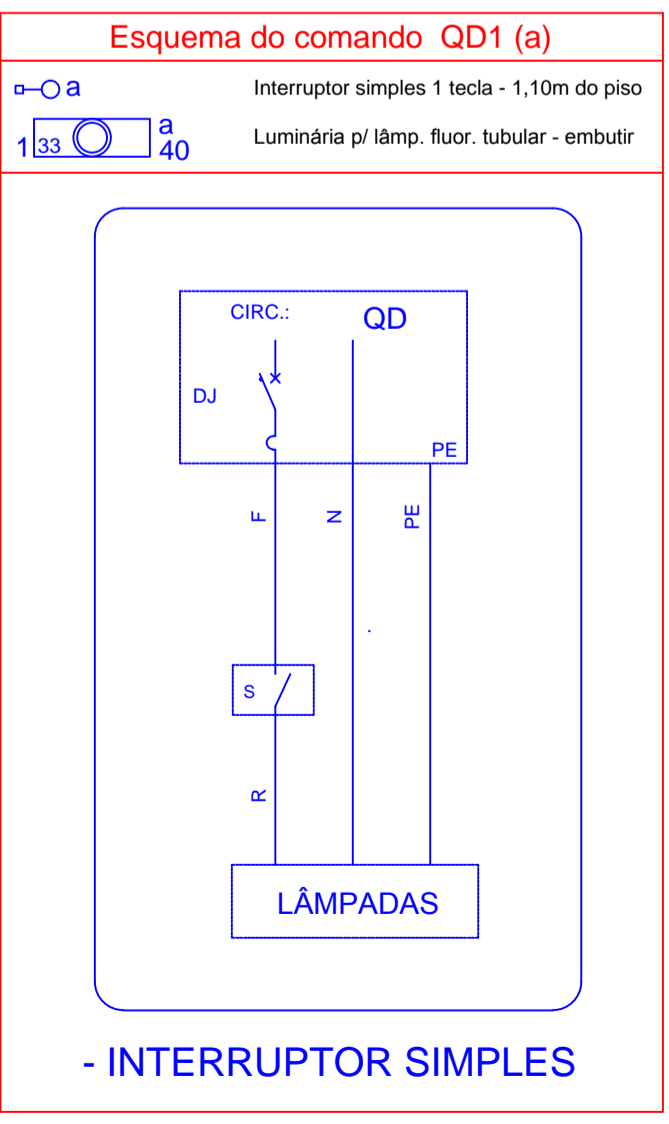 Esquema do comando QD1 (a)
a
Interruptor simples 1 tecla - 1,10m do piso
1 33 a 40
Luminária p/ lâmp. fluor. tubular - embutir
CIRC.: QD
DJ
PE
F N PE
S
R
LÂMPADAS
- INTERRUPTOR SIMPLES